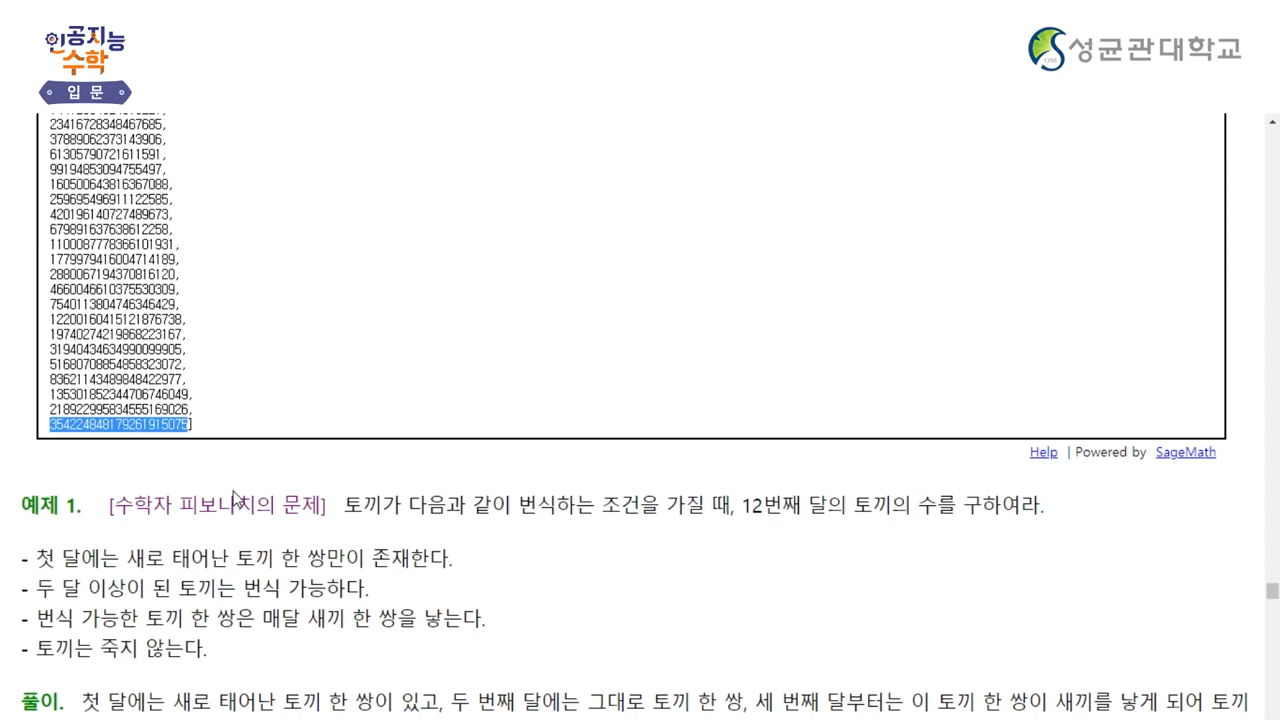 인공지능
수학
입문
성균관대학교
23416728348467685,
37889062373143906,
61305790721611591,
99194853094755497,
160500643816367088,
259695496911122585,
420196140727489673,
679891637638612258,
1100087778366101931,
1779979416004714189,
2880067194370816120,
4660046610375530309,
7540113804746346429,
12200160415121876738,
19740274219868223167,
31940434634990099905,
51680708854858323072,
83621143489848422977,
135301852344706746049,
218922995834555169026,
354224848179261915075]
Help | Powered by SageMath
예제 1. [수학자 피보나치의 문제] 토끼가 다음과 같이 번식하는 조건을 가질 때, 12번째 달의 토끼의 수를 구하여라.
- 첫 달에는 새로 태어난 토끼 한 쌍만이 존재한다.
- 두 달 이상이 된 토끼는 번식 가능하다.
- 번식 가능한 토끼 한 쌍은 매달 새끼 한 쌍을 낳는다.
- 토끼는 죽지 않는다.
풀이. 첫 달에는 새로 태어난 토끼 한 쌍이 있고, 두 번째 달에는 그대로 토끼 한 쌍, 세 번째 달부터는 이 토끼 한 쌍이 새끼를 낳게 되어 토끼